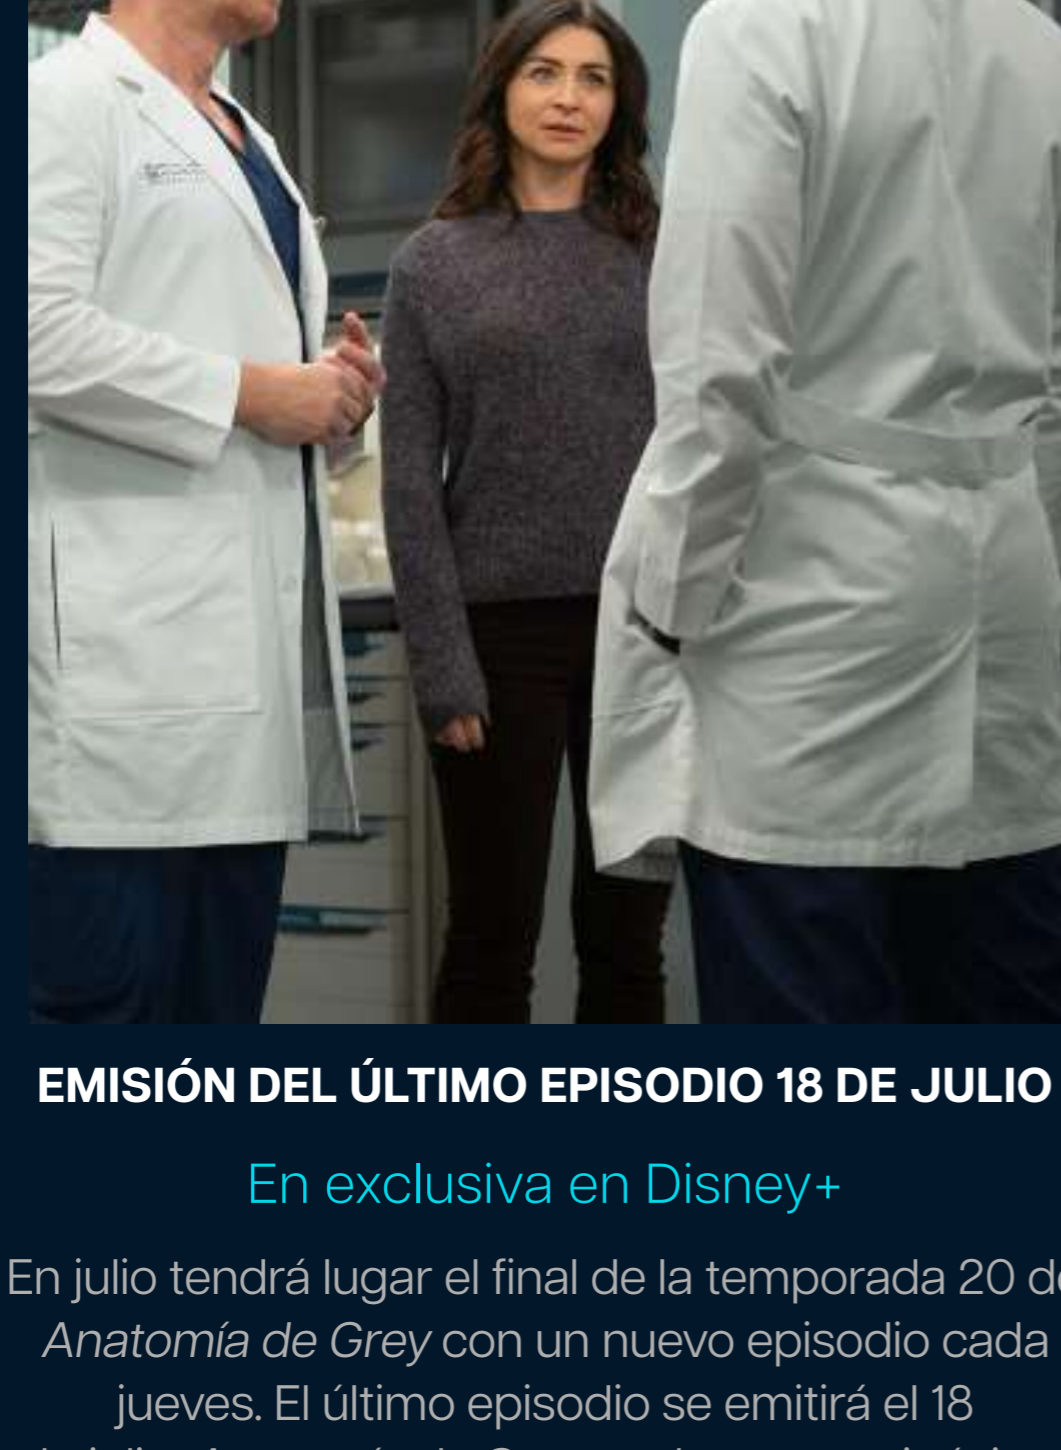 EMISIÓN DEL ÚLTIMO EPISODIO 18 DE JULIO
En exclusiva en Disney+
En julio tendrá lugar el final de la temporada 20 de
Anatomía de Grey con un nuevo episodio cada
jueves. El último episodio se emitirá el 18